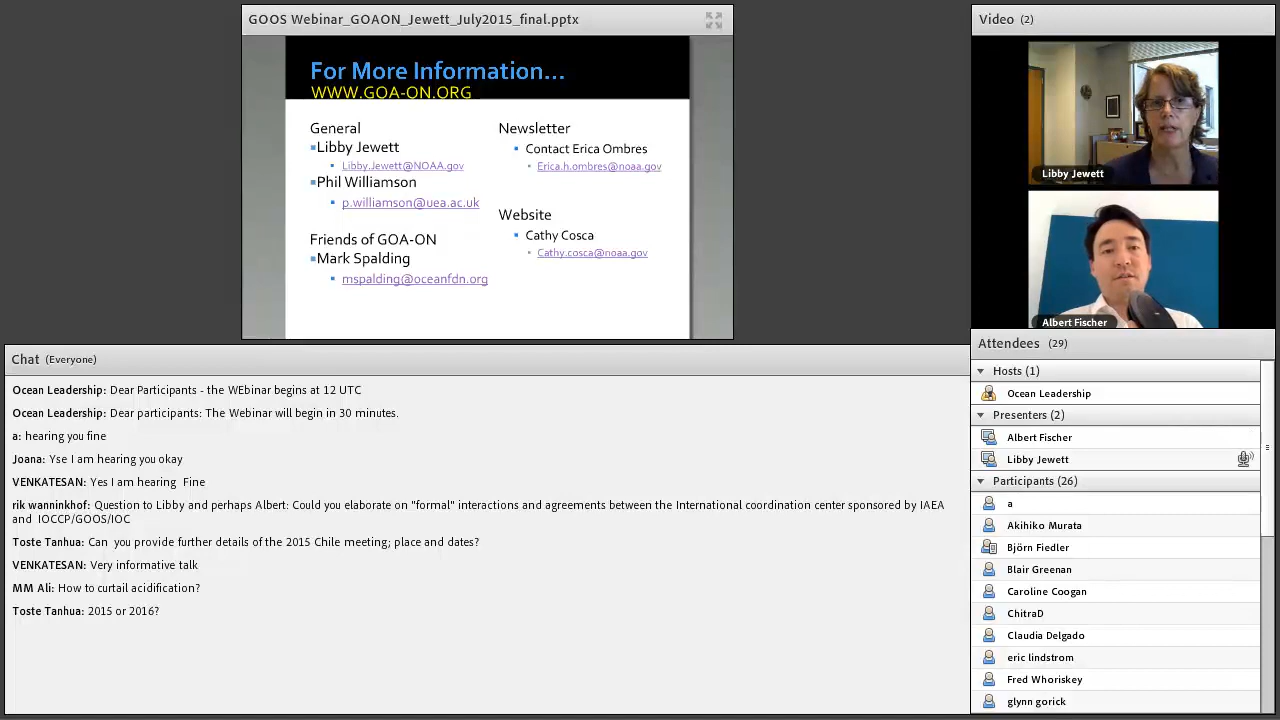 GOOS Webinar_GOAON_Jewett_July2015_final.pptx
For More Information...
WWW.GOA-ON.ORG
General
Libby Jewett
Libby.Jewett@NOAA.gov
Phil Williamson
p.williamson@uea.ac.uk
Friends of GOA-ON
Mark Spalding
mspalding@oceanfdn.org
Newsletter
Contact Erica Ombres
Erica.h.ombres@noaa.gov
Website
Cathy Cosca
Cathy.cosca@noaa.gov
Video (2)
Libby Jewett
Albert Fischer
Chat (Everyone)
Ocean Leadership: Dear Participants - the WEbinar begins at 12 UTC
Ocean Leadership: Dear participants: The Webinar will begin in 30 minutes.
a: hearing you fine
Joana: Yse I am hearing you okay
VENKATESAN: Yes I am hearing Fine
rik wanninkhof: Question to Libby and perhaps Albert: Could you elaborate on "formal" interactions and agreements between the International coordination center sponsored by IAEA
and IOCCP/GOOS/IOC
Toste Tanhua: Can you provide further details of the 2015 Chile meeting; place and dates?
VENKATESAN: Very informative talk
MM Ali: How to curtail acidification?
Toste Tanhua: 2015 or 2016?
Attendees (29)
Hosts (1)
Ocean Leadership
Presenters (2)
Albert Fischer
Libby Jewett
Participants (26)
a
Akihiko Murata
Björn Fiedler
Blair Greenan
Caroline Coogan
ChitraD
Claudia Delgado
eric lindstrom
Fred Whoriskey
glynn gorick